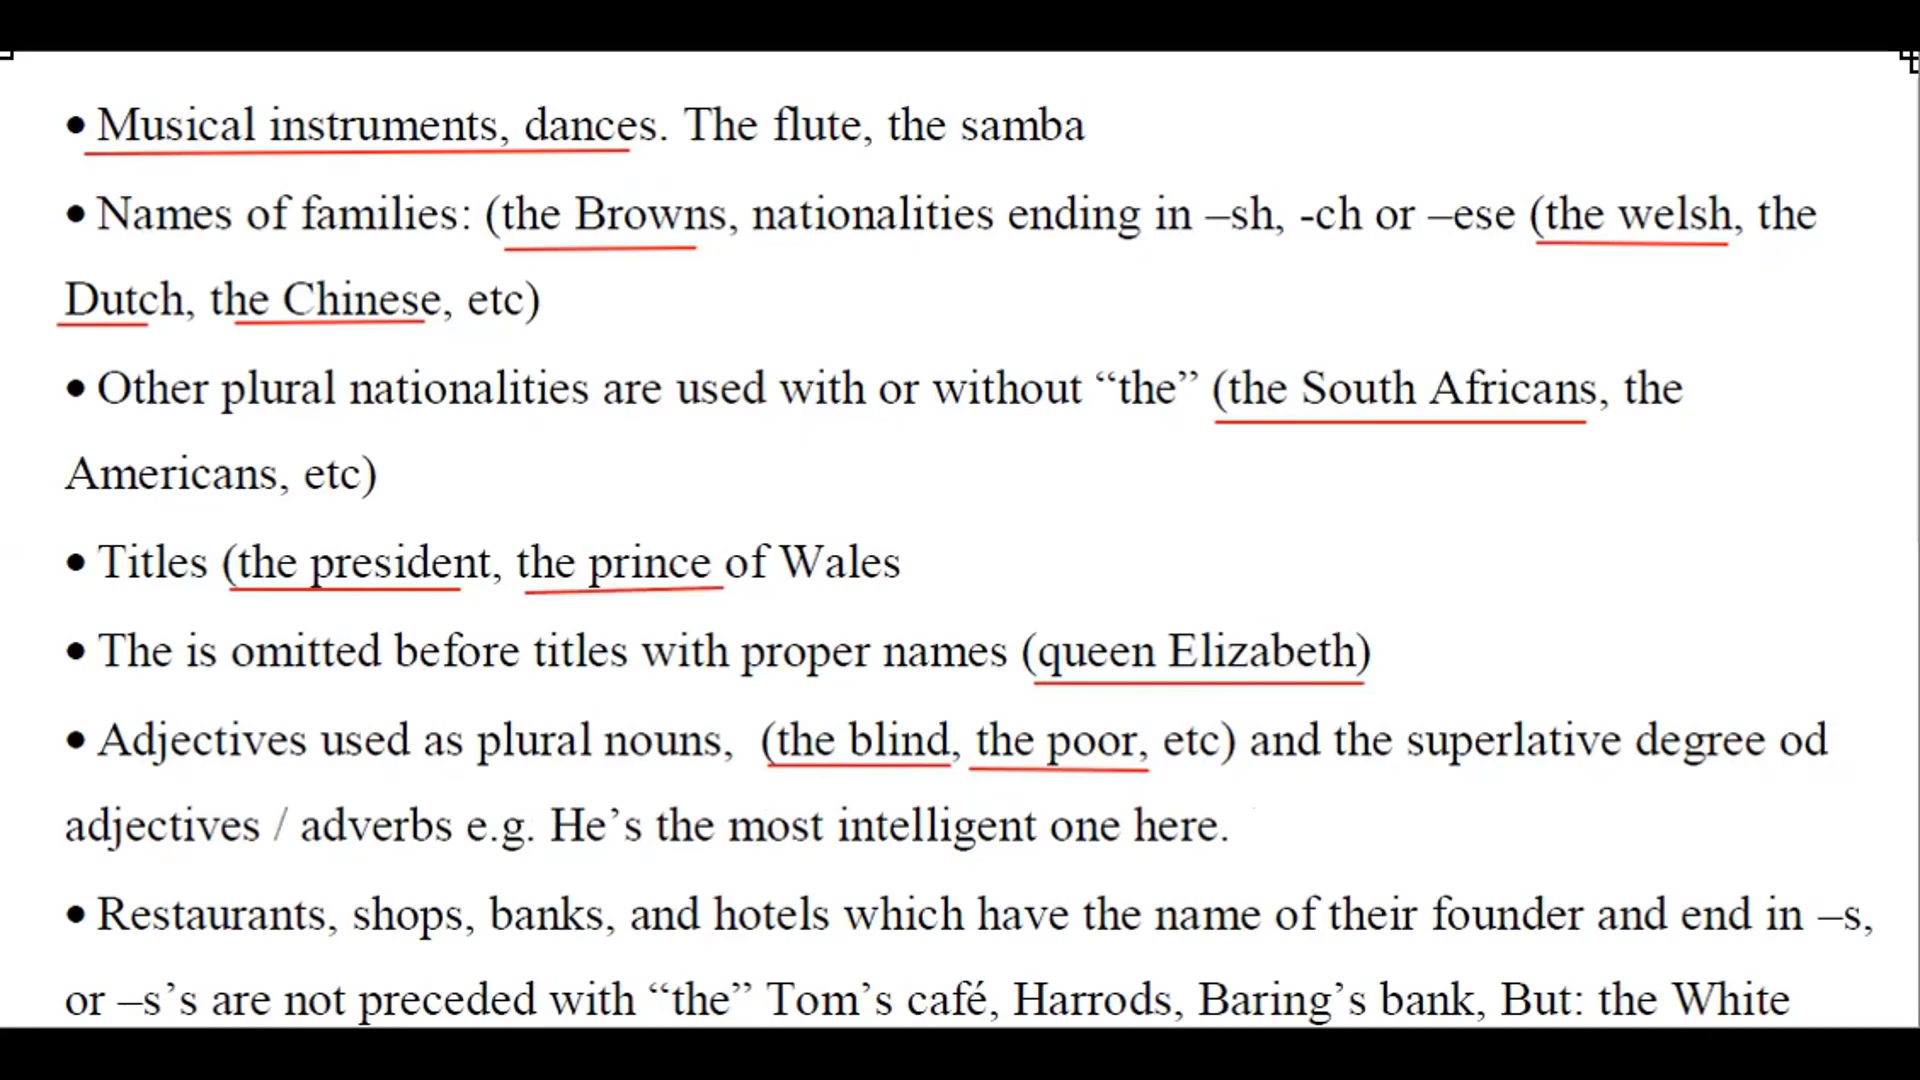 • Musical instruments, dances. The flute, the samba
• Names of families: (the Browns, nationalities ending in –sh, -ch or –ese (the welsh, the
Dutch, the Chinese, etc)
• Other plural nationalities are used with or without “the” (the South Africans, the
Americans, etc)
• Titles (the president, the prince of Wales
• The is omitted before titles with proper names (queen Elizabeth)
• Adjectives used as plural nouns,  (the blind, the poor, etc) and the superlative degree od
adjectives / adverbs e.g. He’s the most intelligent one here.
• Restaurants, shops, banks, and hotels which have the name of their founder and end in –s,
or –s’s are not preceded with “the” Tom’s café, Harrods, Baring’s bank, But: the White